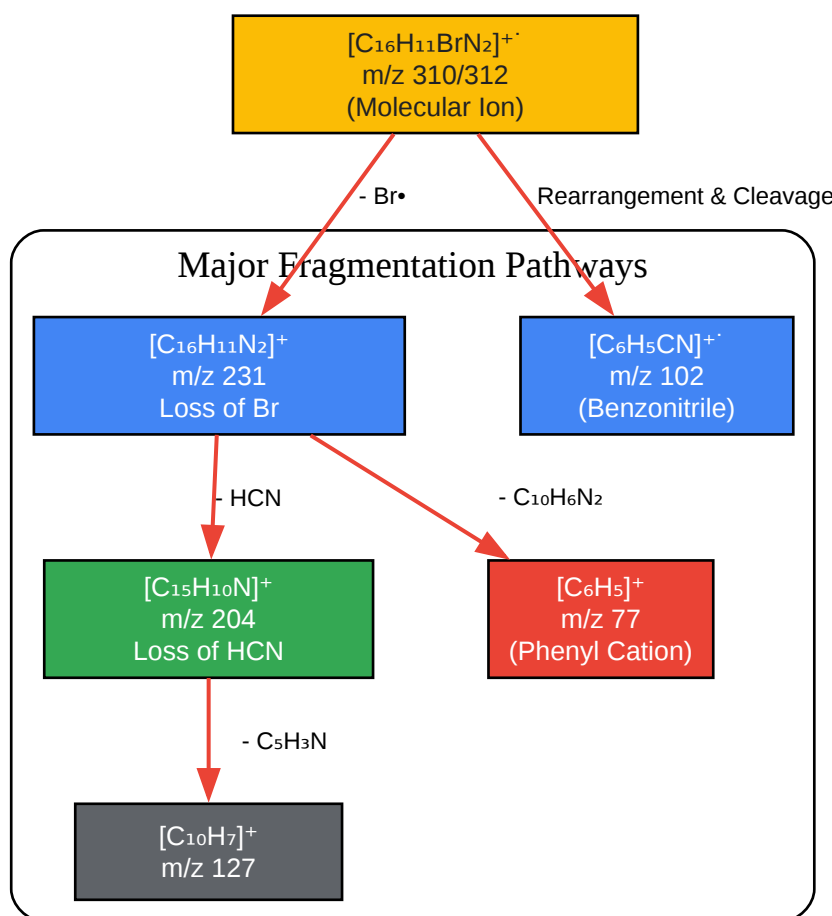 [C₁₆H₁₁BrN₂]⁺˙
m/z 310/312
(Molecular Ion)
- Br•
Rearrangement & Cleavage
Major Fragmentation Pathways
[C₁₆H₁₁N₂]⁺
m/z 231
Loss of Br
[C₆H₅CN]⁺˙
m/z 102
(Benzonitrile)
- HCN
- C₁₀H₆N₂
[C₁₅H₁₀N]⁺
m/z 204
Loss of HCN
[C₆H₅]⁺
m/z 77
(Phenyl Cation)
- C₅H₃N
[C₁₀H₇]⁺
m/z 127